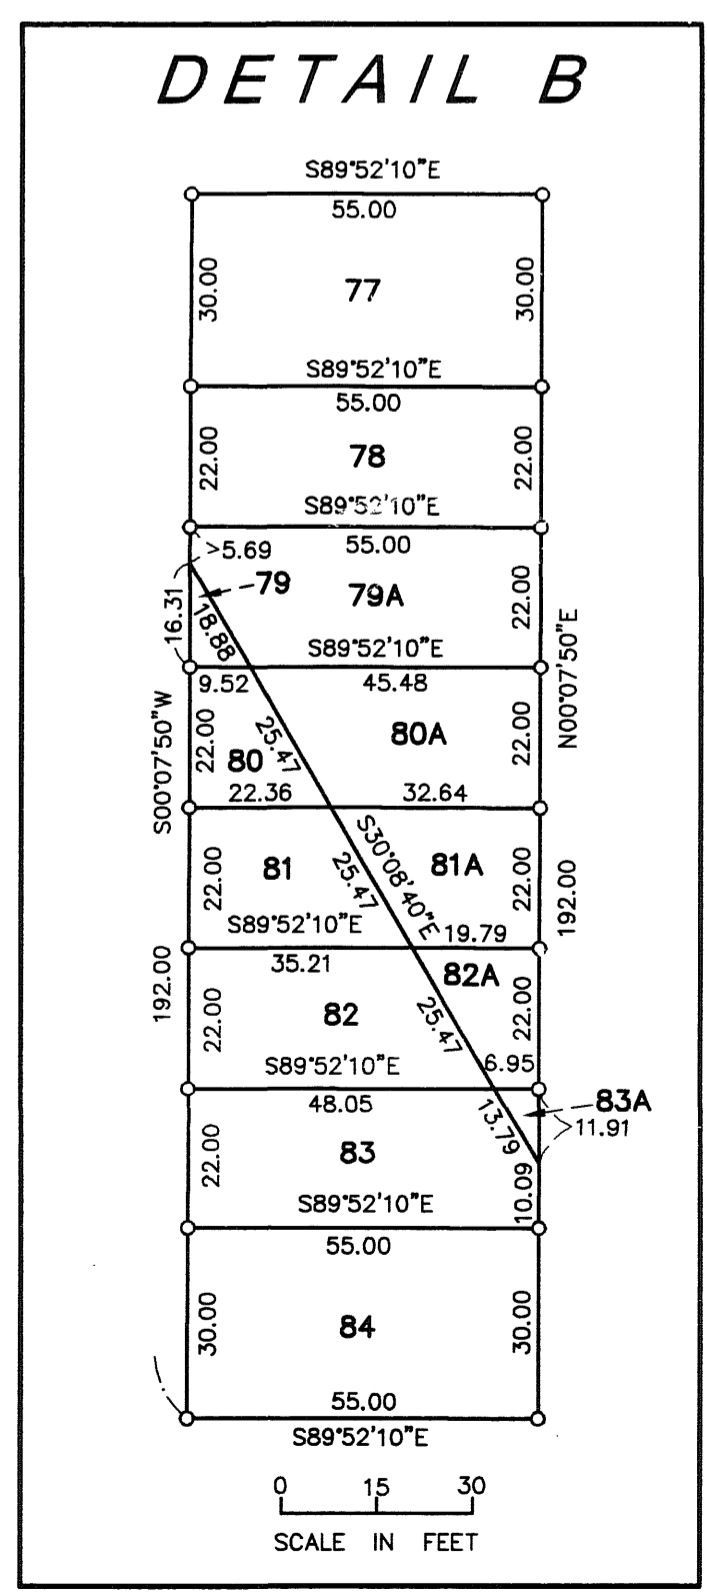 DETAIL B
S89°52'10"E
55.00
30.00
77
30.00
S89°52'10"E
55.00
22.00
78
22.00
S89°52'10"E
55.00
5.69
79
79A
22.00
16.31
18.88
S89°52'10"E
N00°07'50"E
9.52
45.48
S00°07'50"W
22.00
80
25.47
80A
22.00
22.36
32.64
S30°08'40"E
22.00
81
25.47
81A
22.00
192.00
S89°52'10"E
19.79
35.21
82A
192.00
22.00
82
25.47
22.00
S89°52'10"E
6.95
48.05
83A
13.79
11.91
22.00
83
10.09
S89°52'10"E
55.00
30.00
84
30.00
55.00
S89°52'10"E
0 15 30
SCALE IN FEET